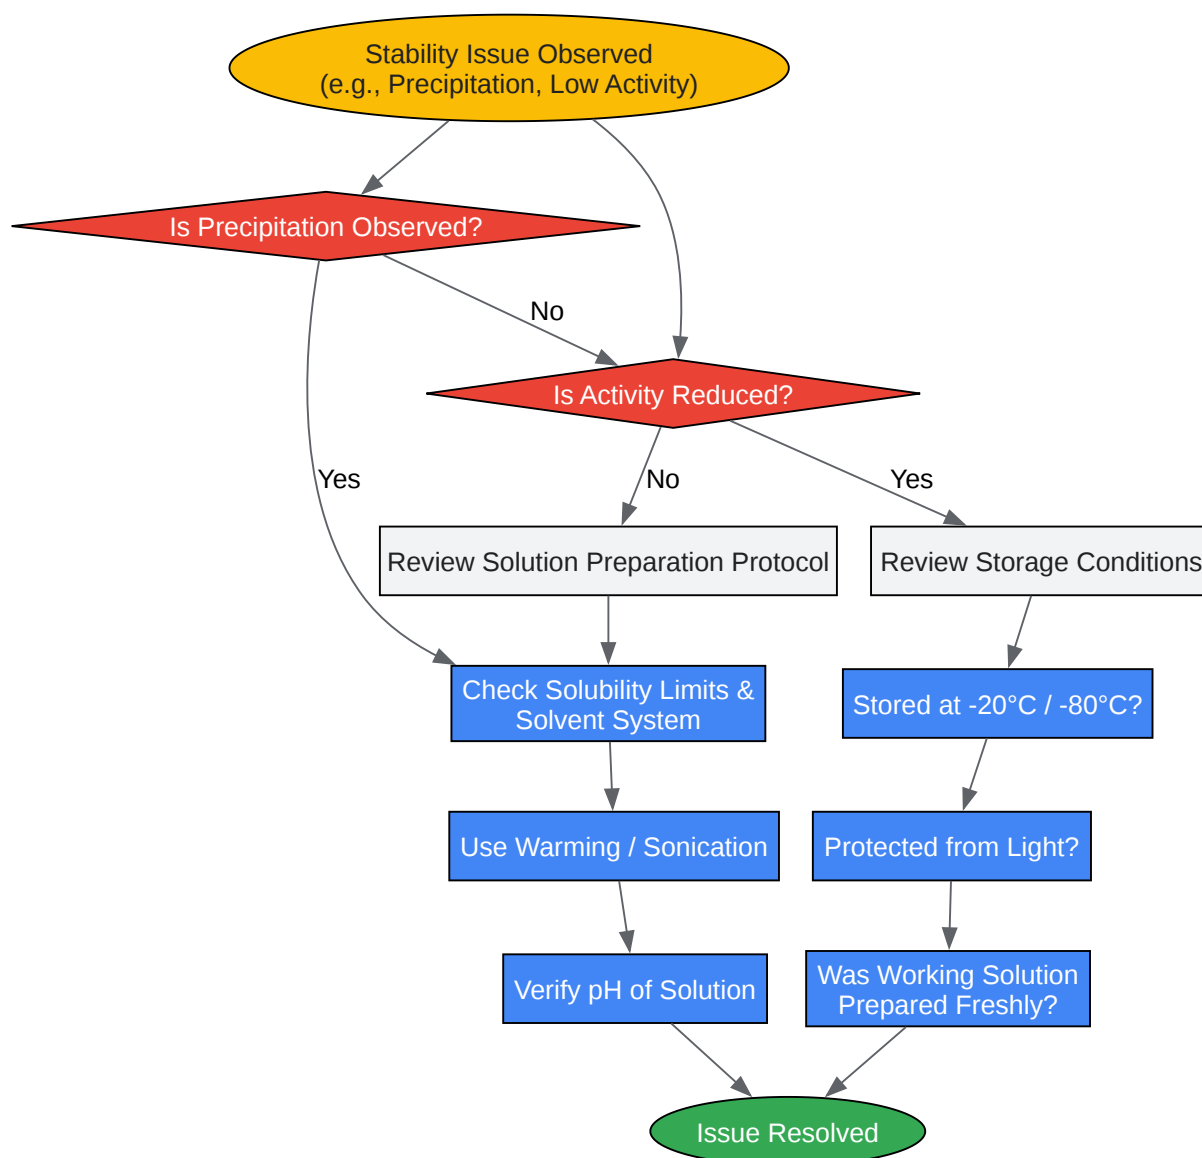 Stability Issue Observed
(e.g., Precipitation, Low Activity)
Is Precipitation Observed?
No
Is Activity Reduced?
Yes
No
Yes
Review Solution Preparation Protocol
Review Storage Conditions
Check Solubility Limits &
Solvent System
Stored at -20°C / -80°C?
Use Warming / Sonication
Protected from Light?
Verify pH of Solution
Was Working Solution
Prepared Freshly?
Issue Resolved